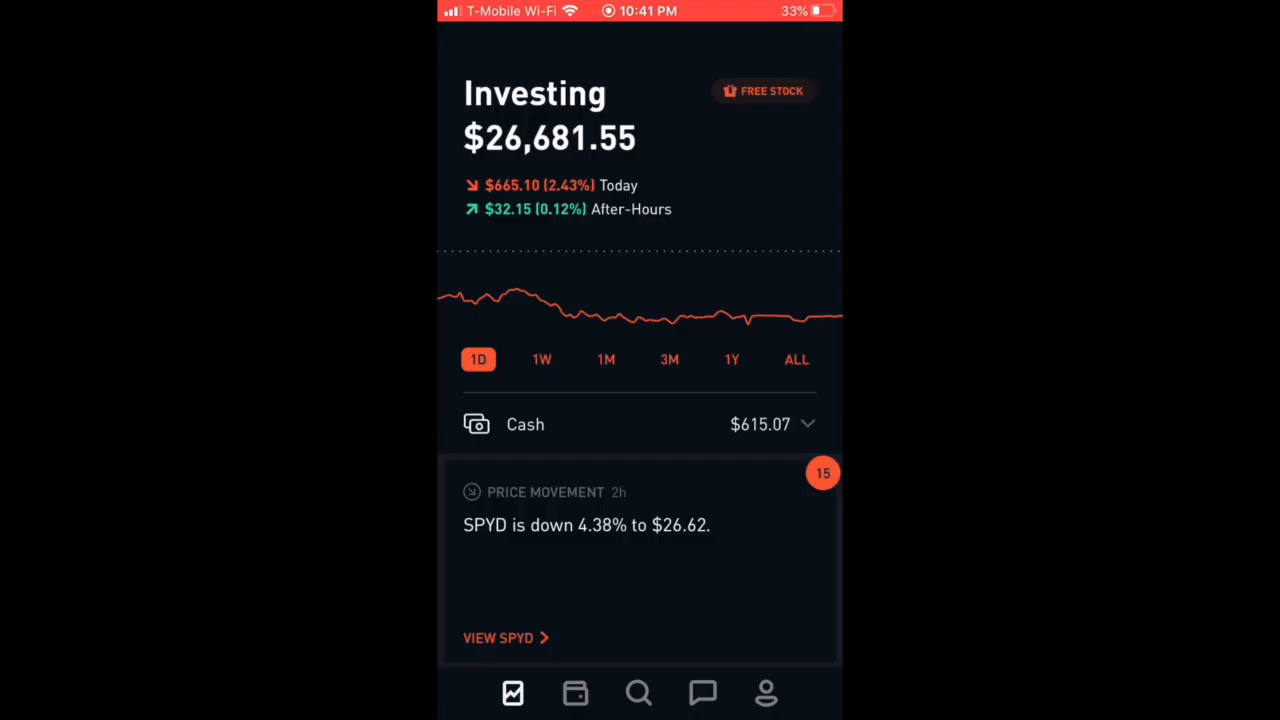 T-Mobile Wi-Fi 10:41 PM 33%
Investing
FREE STOCK
$26,681.55
$665.10 (2.43%) Today
$32.15 (0.12%) After-Hours
1D 1W 1M 3M 1Y ALL
Cash $615.07
15
PRICE MOVEMENT 2h
SPYD is down 4.38% to $26.62.
VIEW SPYD